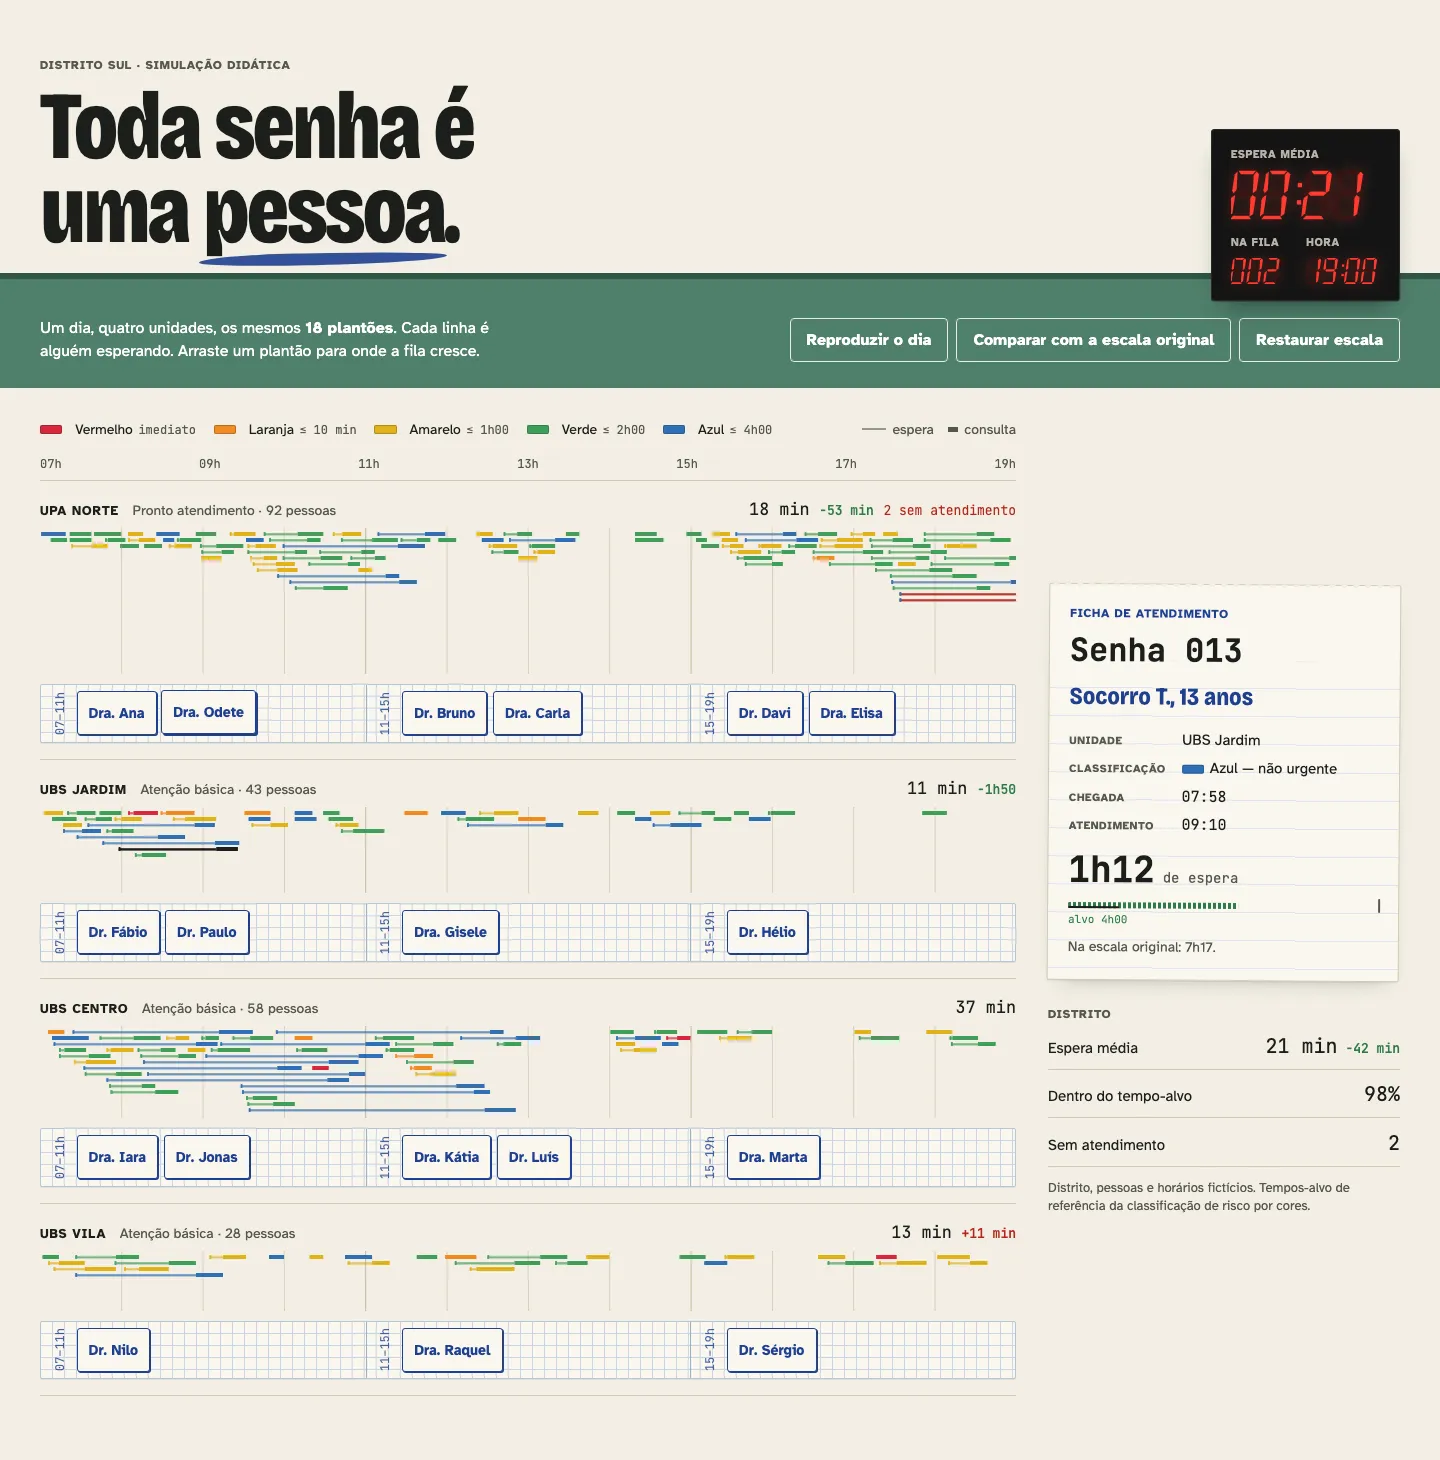 DISTRITO SUL · SIMULAÇÃO DIDÁTICA
Toda senha é
uma pessoa.
ESPERA MÉDIA
00:21
NA FILA HORA
002 19:00
Um dia, quatro unidades, os mesmos 18 plantões. Cada linha é
alguém esperando. Arraste um plantão para onde a fila cresce.
Reproduzir o dia
Comparar com a escala original
Restaurar escala
Vermelho imediato Laranja ≤ 10 min Amarelo ≤ 1h00 Verde ≤ 2h00 Azul ≤ 4h00 espera consulta
07h 09h 11h 13h 15h 17h 19h
UPA NORTE Pronto atendimento · 92 pessoas 18 min -53 min 2 sem atendimento
07–11h Dra. Ana Dra. Odete 11–15h Dr. Bruno Dra. Carla 15–19h Dr. Davi Dra. Elisa
UBS JARDIM Atenção básica · 43 pessoas 11 min -1h50
07–11h Dr. Fábio Dr. Paulo 11–15h Dra. Gisele 15–19h Dr. Hélio
UBS CENTRO Atenção básica · 58 pessoas 37 min
07–11h Dra. Iara Dr. Jonas 11–15h Dra. Kátia Dr. Luís 15–19h Dra. Marta
UBS VILA Atenção básica · 28 pessoas 13 min +11 min
07–11h Dr. Nilo 11–15h Dra. Raquel 15–19h Dr. Sérgio
FICHA DE ATENDIMENTO
Senha 013
Socorro T., 13 anos
UNIDADE UBS Jardim
CLASSIFICAÇÃO Azul — não urgente
CHEGADA 07:58
ATENDIMENTO 09:10
1h12 de espera
alvo 4h00
Na escala original: 7h17.
DISTRITO
Espera média 21 min -42 min
Dentro do tempo-alvo 98%
Sem atendimento 2
Distrito, pessoas e horários fictícios. Tempos-alvo de
referência da classificação de risco por cores.